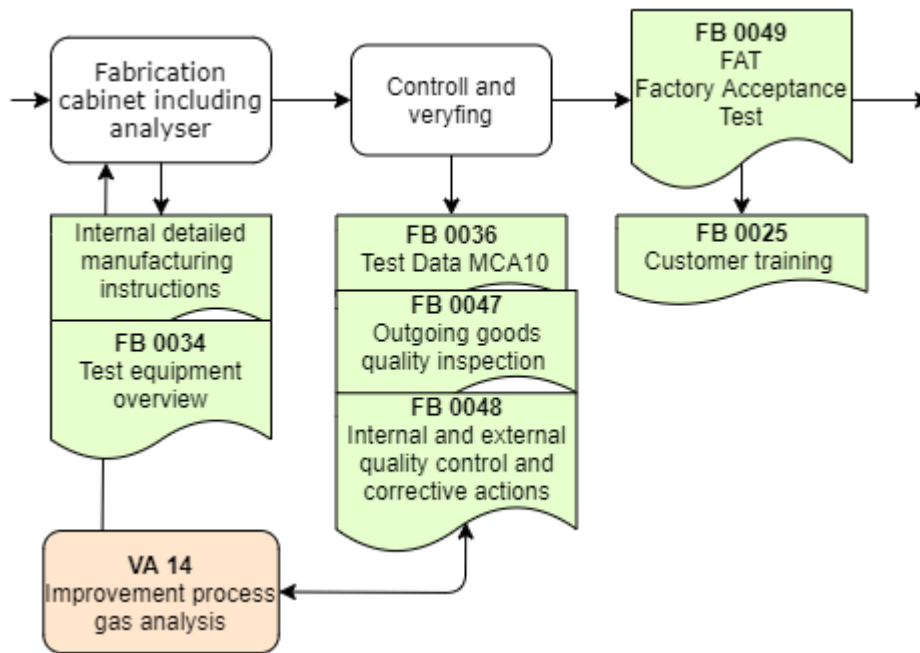 Fabrication
cabinet including
analyser
Controll and
veryfing
FB 0049
FAT
Factory Acceptance
Test
Internal detailed
manufacturing
instructions
FB 0034
Test equipment
overview
FB 0036
Test Data MCA10
FB 0047
Outgoing goods
quality inspection
FB 0048
Internal and external
quality control and
corrective actions
FB 0025
Customer training
VA 14
Improvement process
gas analysis